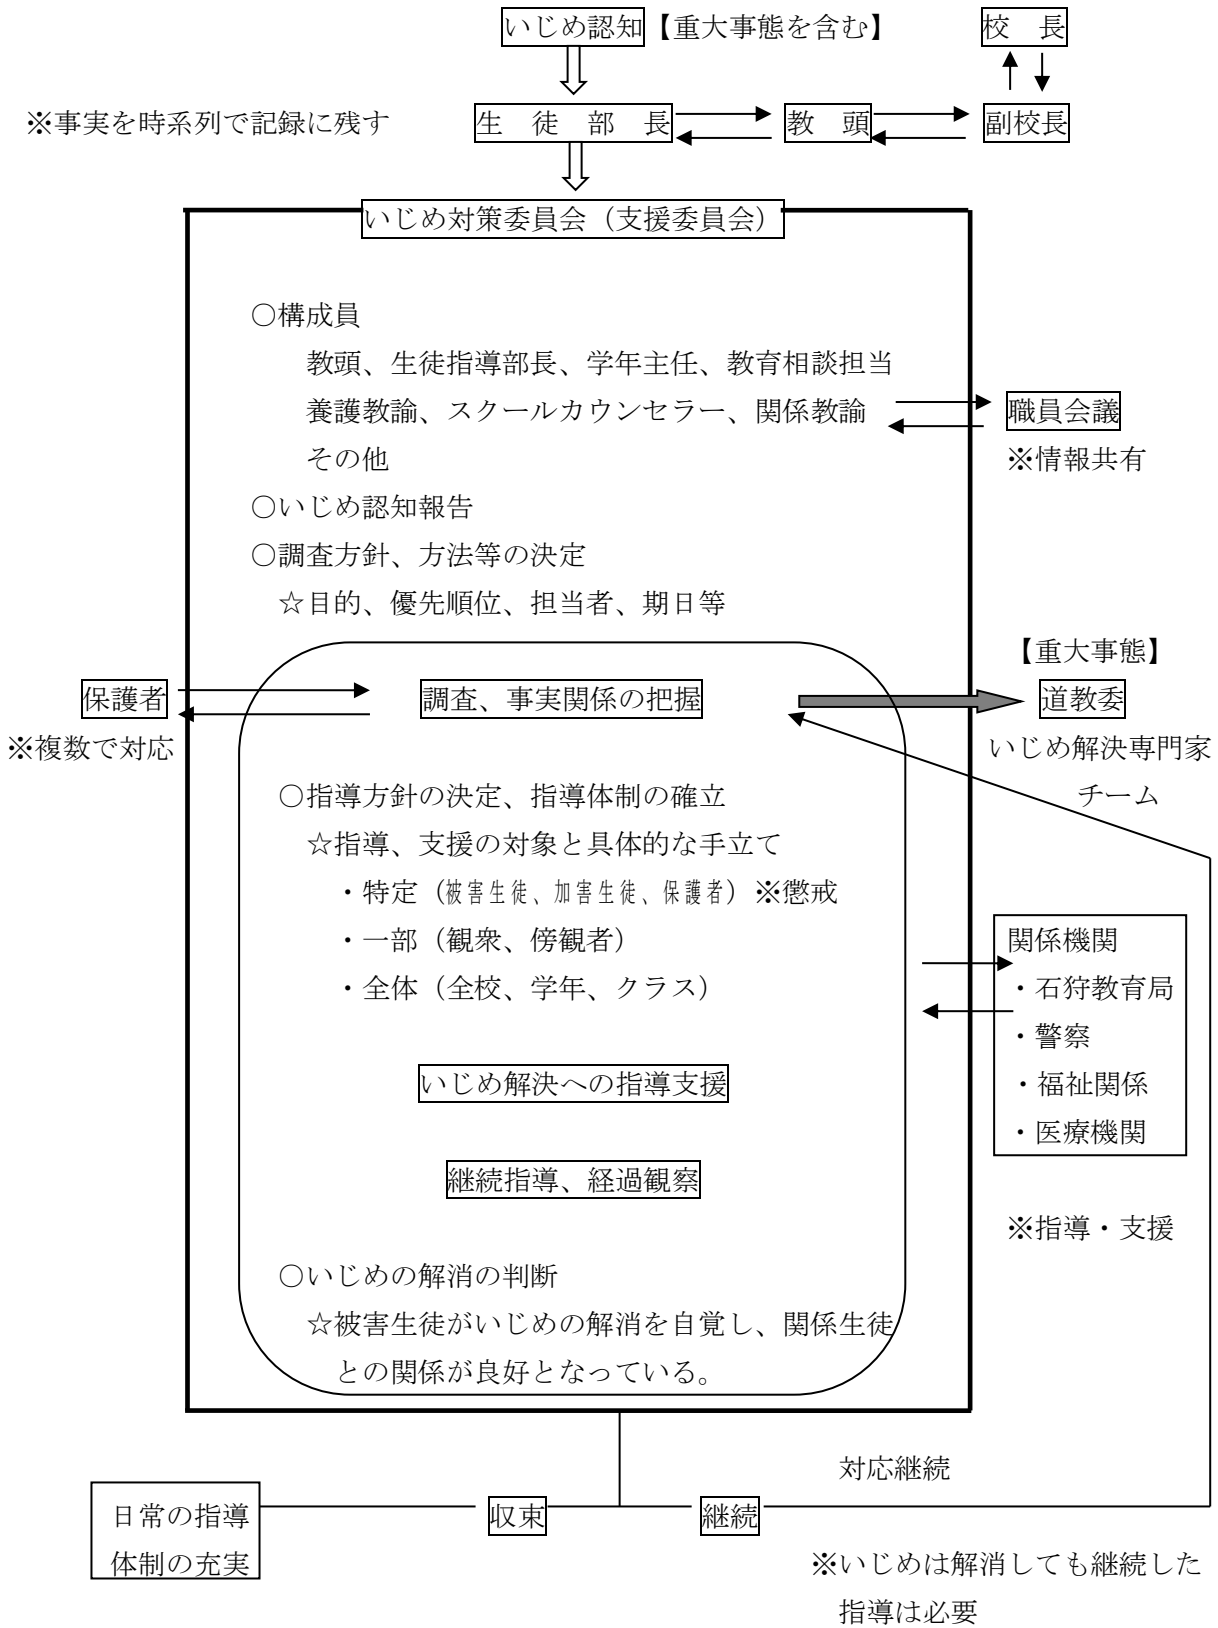 いじめ認知【重大事態を含む】
校　長
※事実を時系列で記録に残す
生　徒　部　長
教　頭
副校長
いじめ対策委員会（支援委員会）
○構成員
教頭、生徒指導部長、学年主任、教育相談担当
養護教諭、スクールカウンセラー、関係教諭
その他
職員会議
※情報共有
○いじめ認知報告
○調査方針、方法等の決定
☆目的、優先順位、担当者、期日等
【重大事態】
保護者
調査、事実関係の把握
道教委
※複数で対応
いじめ解決専門家
チーム
○指導方針の決定、指導体制の確立
☆指導、支援の対象と具体的な手立て
・特定（被害生徒、加害生徒、保護者）※懲戒
・一部（観衆、傍観者）
・全体（全校、学年、クラス）
関係機関
・石狩教育局
・警察
・福祉関係
・医療機関
いじめ解決への指導支援
継続指導、経過観察
※指導・支援
○いじめの解消の判断
☆被害生徒がいじめの解消を自覚し、関係生徒
との関係が良好となっている。
対応継続
日常の指導
体制の充実
収束
継続
※いじめは解消しても継続した
指導は必要